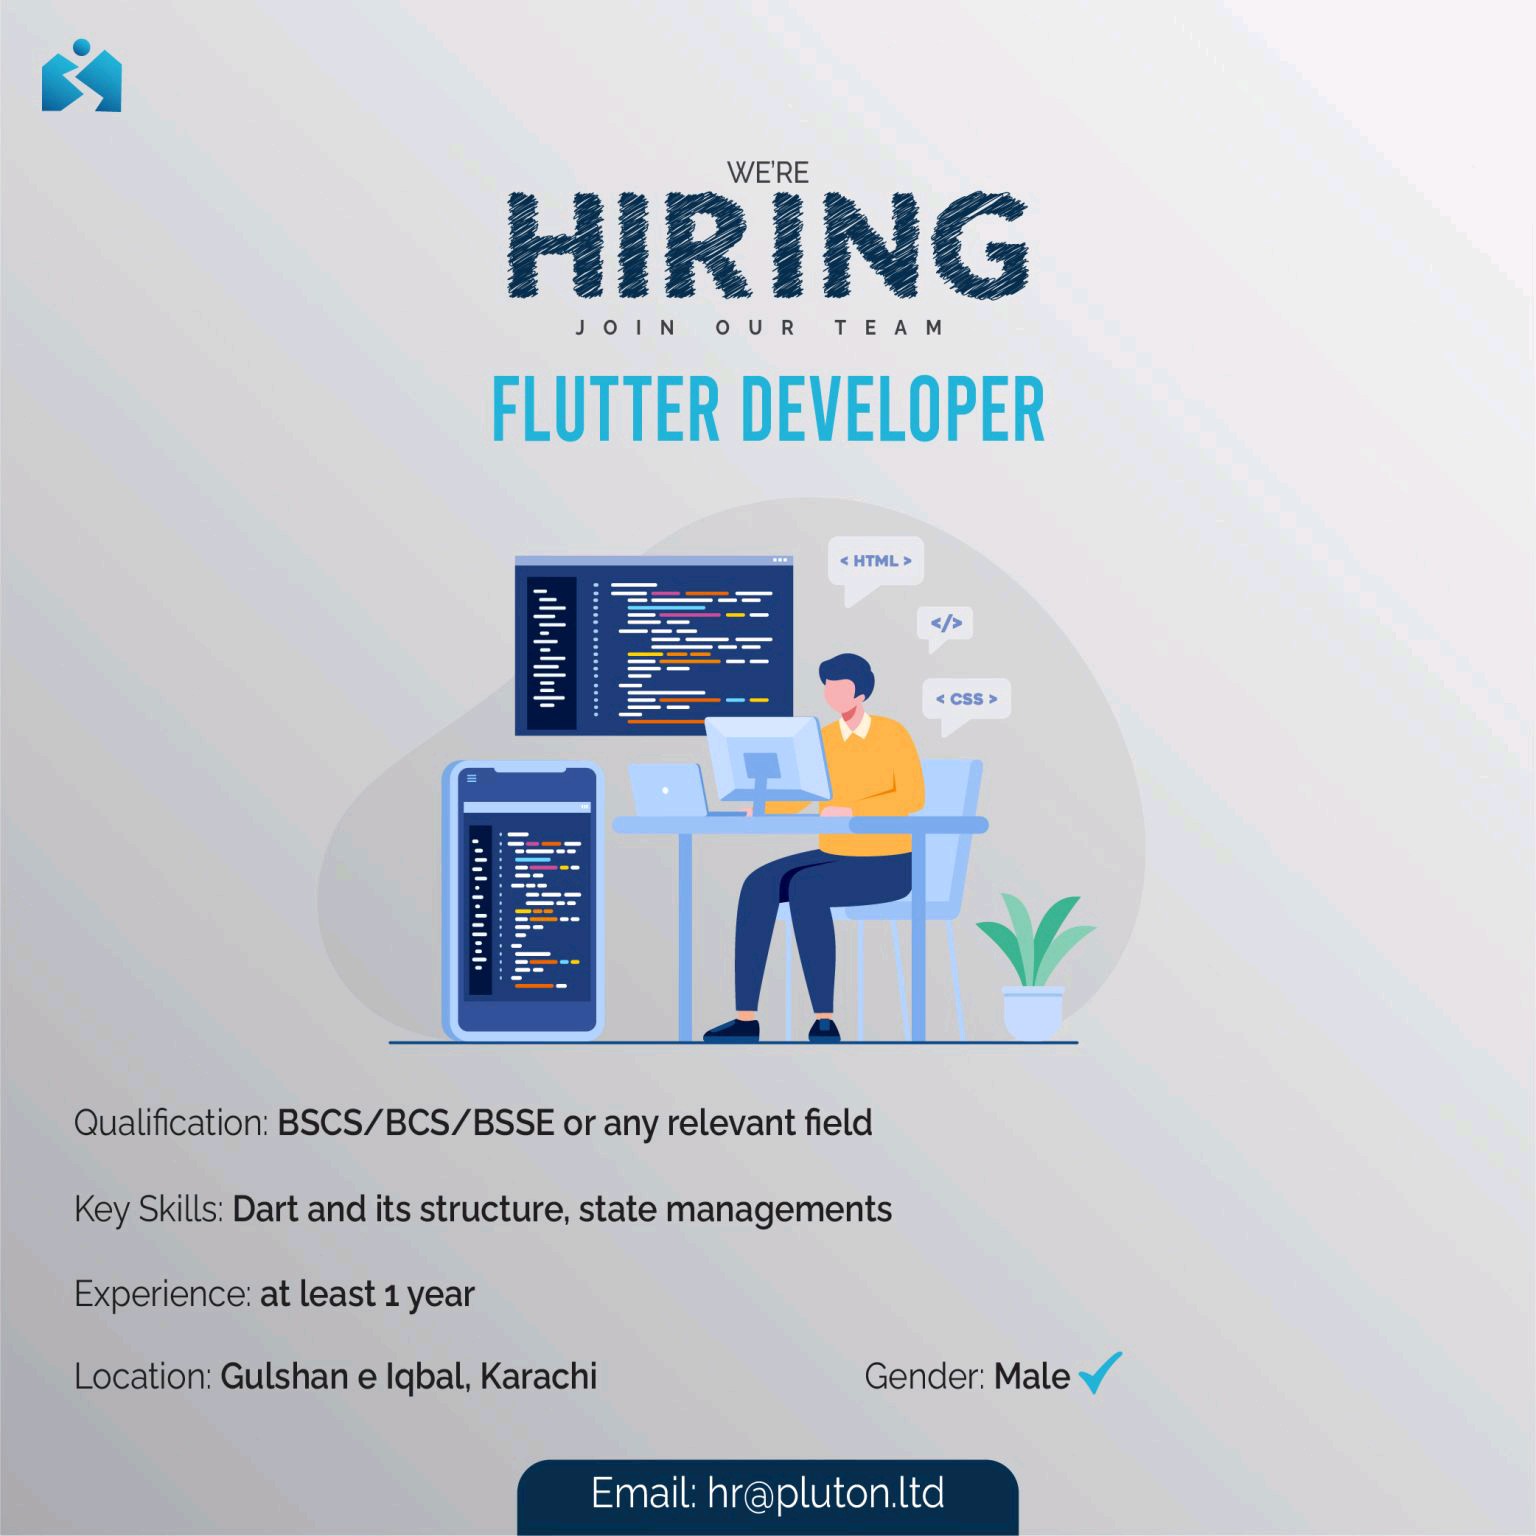 WE'RE
HIRING
JOIN OUR TEAM
FLUTTER DEVELOPER
< HTML >
</>
< CSS >
Qualification: BSCS/BCS/BSSE or any relevant field
Key Skills: Dart and its structure, state managements
Experience: at least 1 year
Location: Gulshan e Iqbal, Karachi
Gender: Male
Email: hr@pluton.ltd